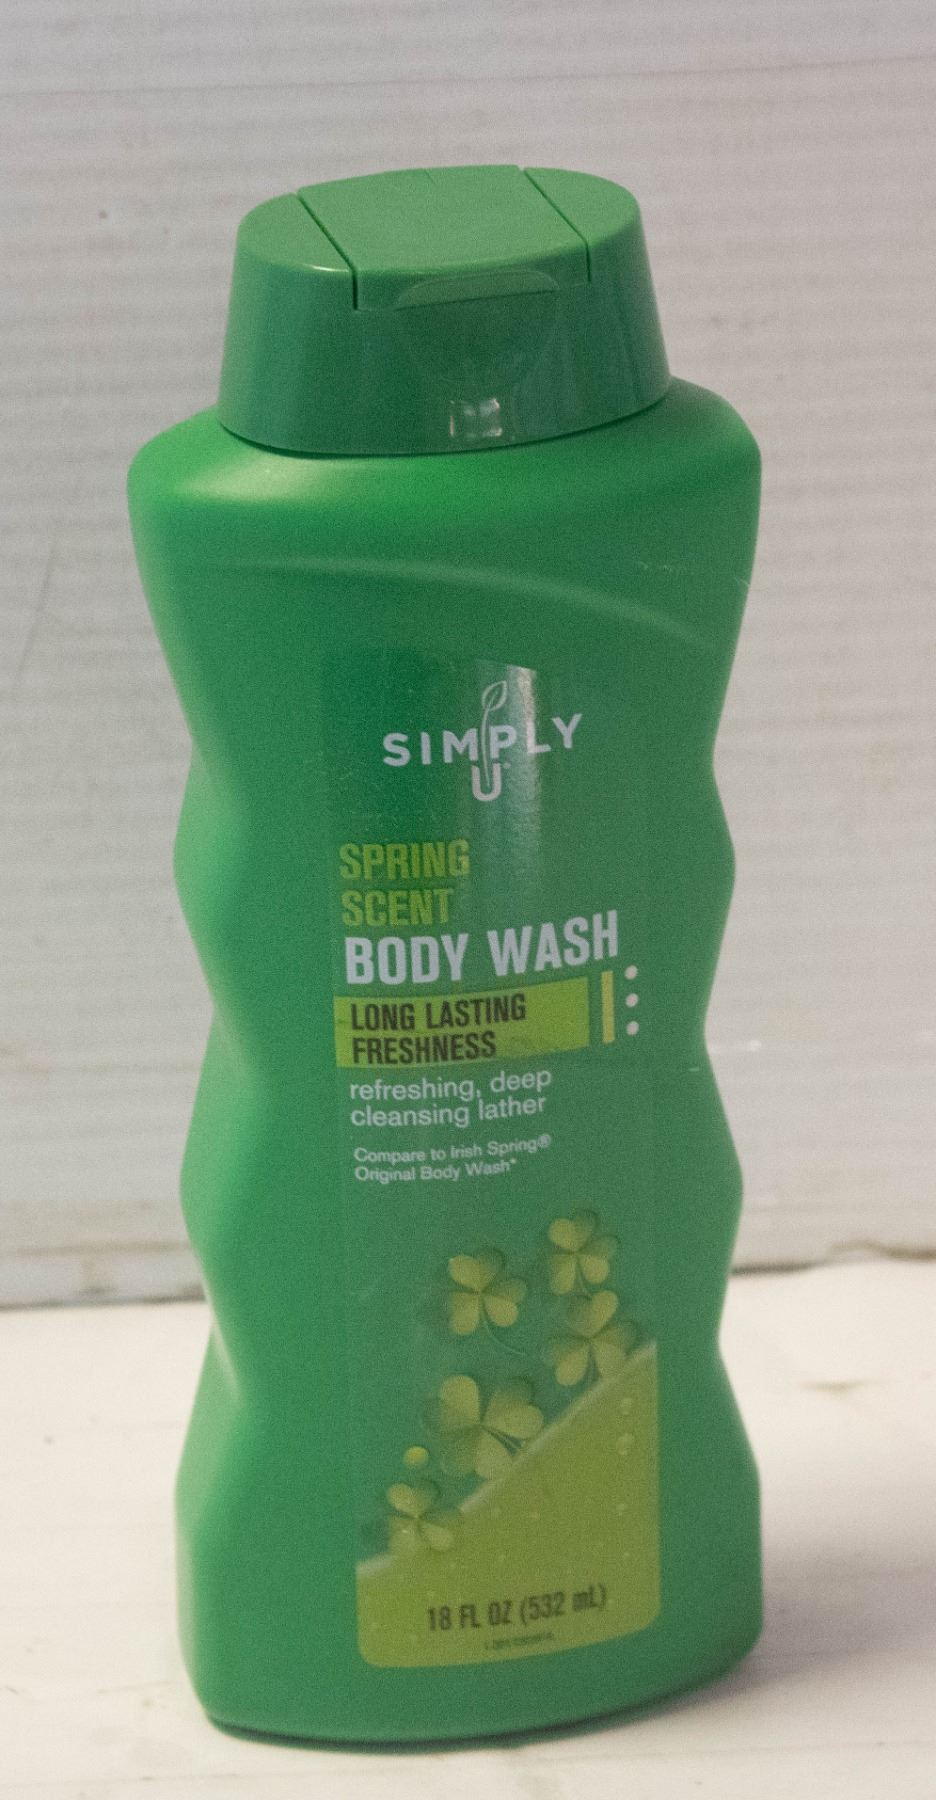 SIMPLY
U
SPRING
SCENT
BODY WASH
LONG LASTING
FRESHNESS
refreshing, deep
cleansing lather
Compare to Irish Spring®
Original Body Wash*
18 FL OZ (532 mL)